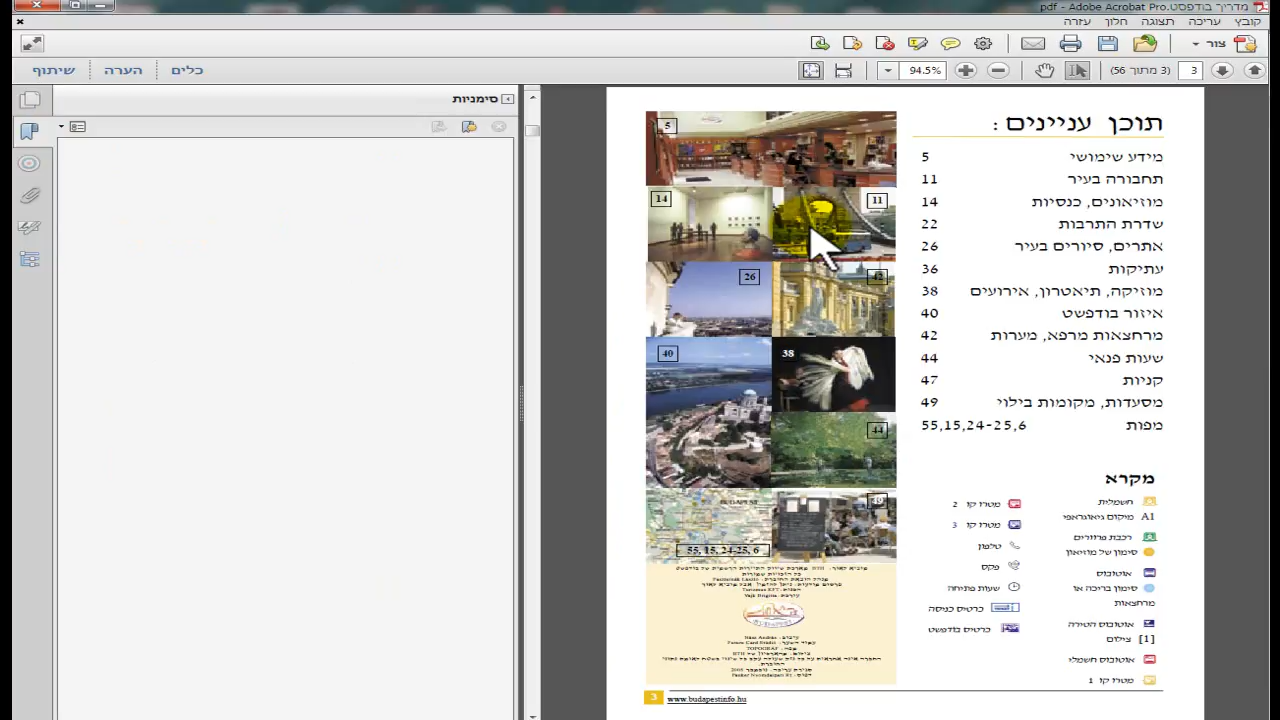 מדריך בודפסט.pdf - Adobe Acrobat Pro
קובץ עריכה תצוגה חלון עזרה
צור
3 (3 מתוך 56) 94.5%
כלים הערה שיתוף
סימניות
תוכן עניינים :
מידע שימושי 5
תחבורה בעיר 11
מוזיאונים, כנסיות 14
שדרת התרבות 22
אתרים, סיורים בעיר 26
עתיקות 36
מוזיקה, תיאטרון, אירועים 38
איזור בודפשט 40
מרחצאות מרפא, מערות 42
שעות פנאי 44
קניות 47
מסעדות, מקומות בילוי 49
מפות 55,15,24-25,6
5
11
14
42
26
38
40
44
55, 15, 24-25, 6
מקרא
חשמלית
A1 מיקום גיאוגרפי
רכבת פרוורים
סימון של מוזיאון
אוטובוס
סימון בריכה או
מרחצאות
אוטובוס הטירה
[1] צילום
אוטובוס חשמלי
מטרו קו 1
מטרו קו 2
מטרו קו 3
טלפון
פקס
שעות פתיחה
כרטיס כניסה
כרטיס בודפשט
BUDAPEST
TOPOGRAF
3 www.budapestinfo.hu